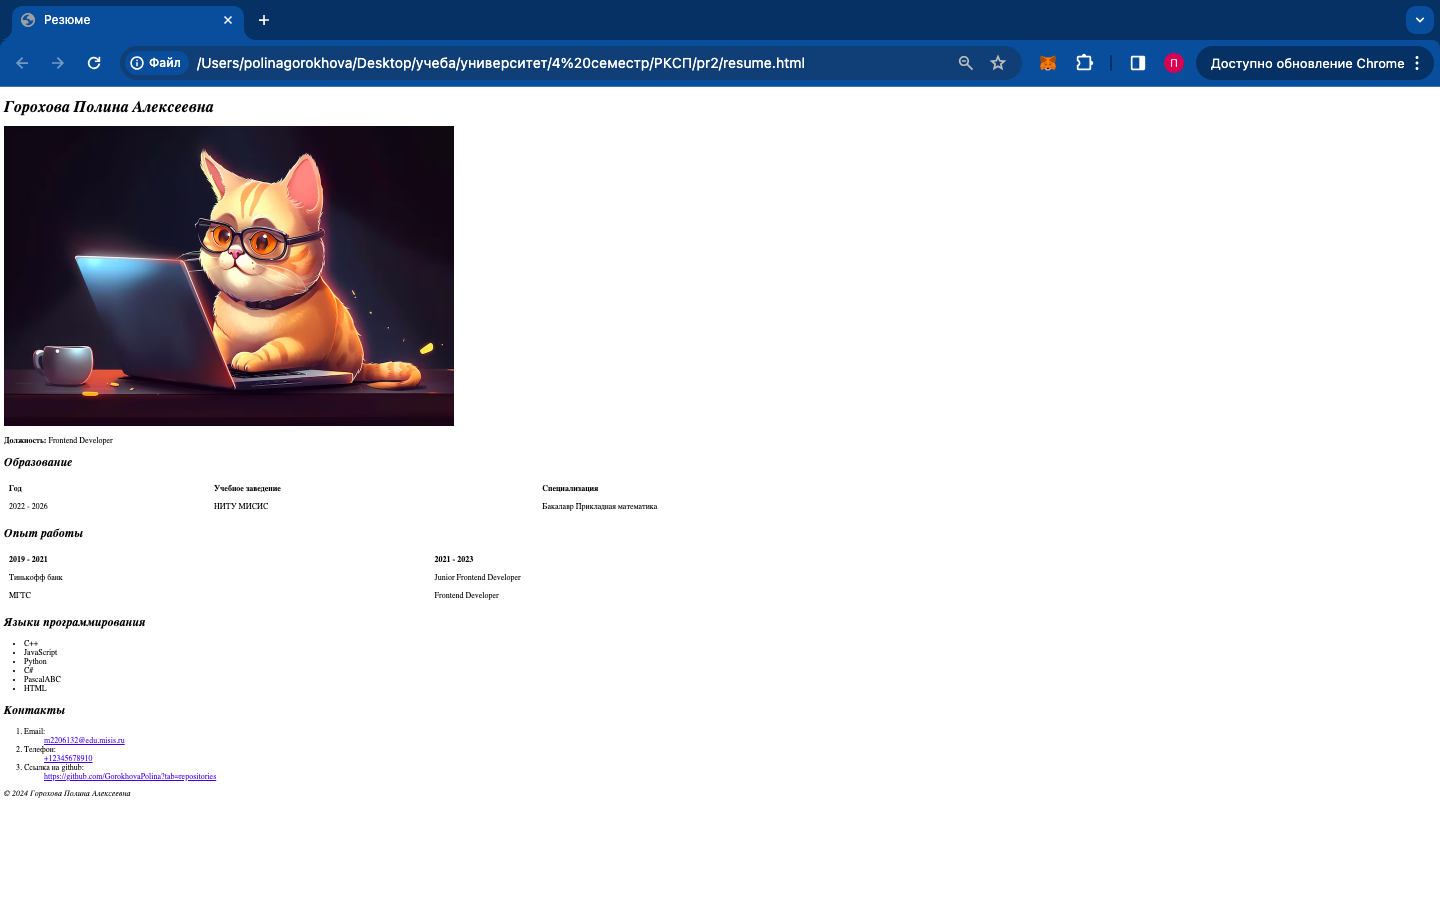 Резюме
Файл /Users/polinagorokhova/Desktop/учеба/университет/4%20семестр/РКСП/pr2/resume.html П Доступно обновление Chrome
Горохова Полина Алексеевна
Должность: Frontend Developer
Образование
Год Учебное заведение Специализация
2022 - 2026 НИТУ МИСИС Бакалавр Прикладная математика
Опыт работы
2019 - 2021 2021 - 2023
Тинькофф банк Junior Frontend Developer
МГТС Frontend Developer
Языки программирования
• C++
• JavaScript
• Python
• C#
• PascalABC
• HTML
Контакты
1. Email:
m2206132@edu.misis.ru
2. Телефон:
+12345678910
3. Ссылка на github:
https://github.com/GorokhovaPolina?tab=repositories
© 2024 Горохова Полина Алексеевна